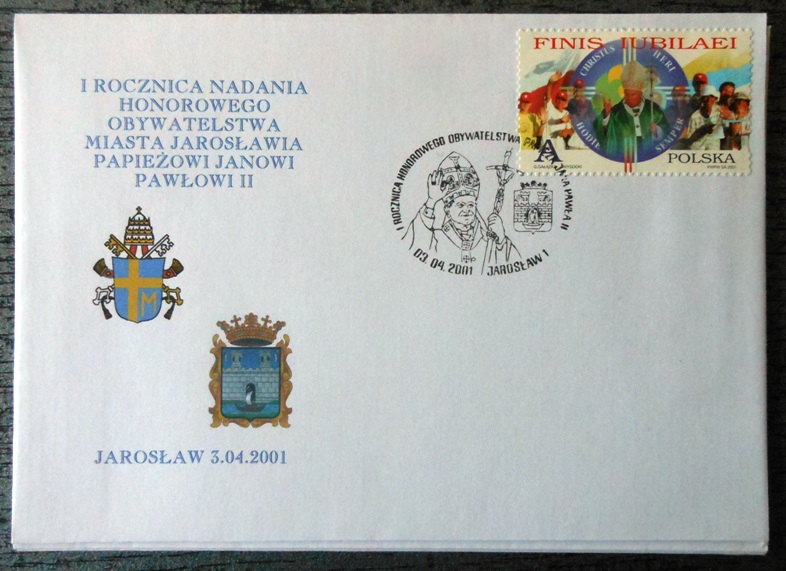 I ROCZNICA NADANIA
HONOROWEGO
OBYWATELSTWA
MIASTA JAROSŁAWIA
PAPIEŻOWI JANOWI
PAWŁOWI II
M
JAROSŁAW 3.04.2001
I ROCZNICA HONOROWEGO OBYWATELSTWA JANA PAWŁA II
03.04.2001 JAROSŁAW 1
FINIS IUBILAEI
CHRISTUS HERI
HODIE SEMPER
A
POLSKA